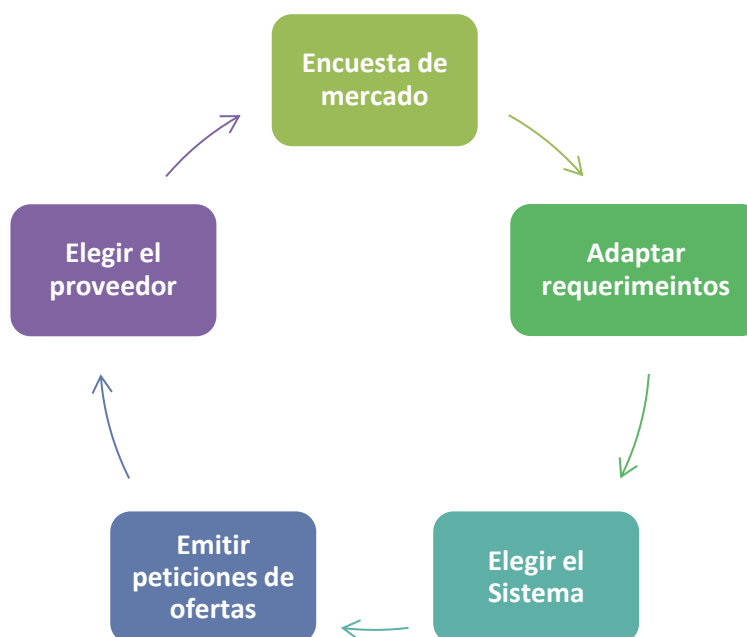 Encuesta de
mercado
Adaptar
requerimeintos
Elegir el
Sistema
Emitir
peticiones de
ofertas
Elegir el
proveedor